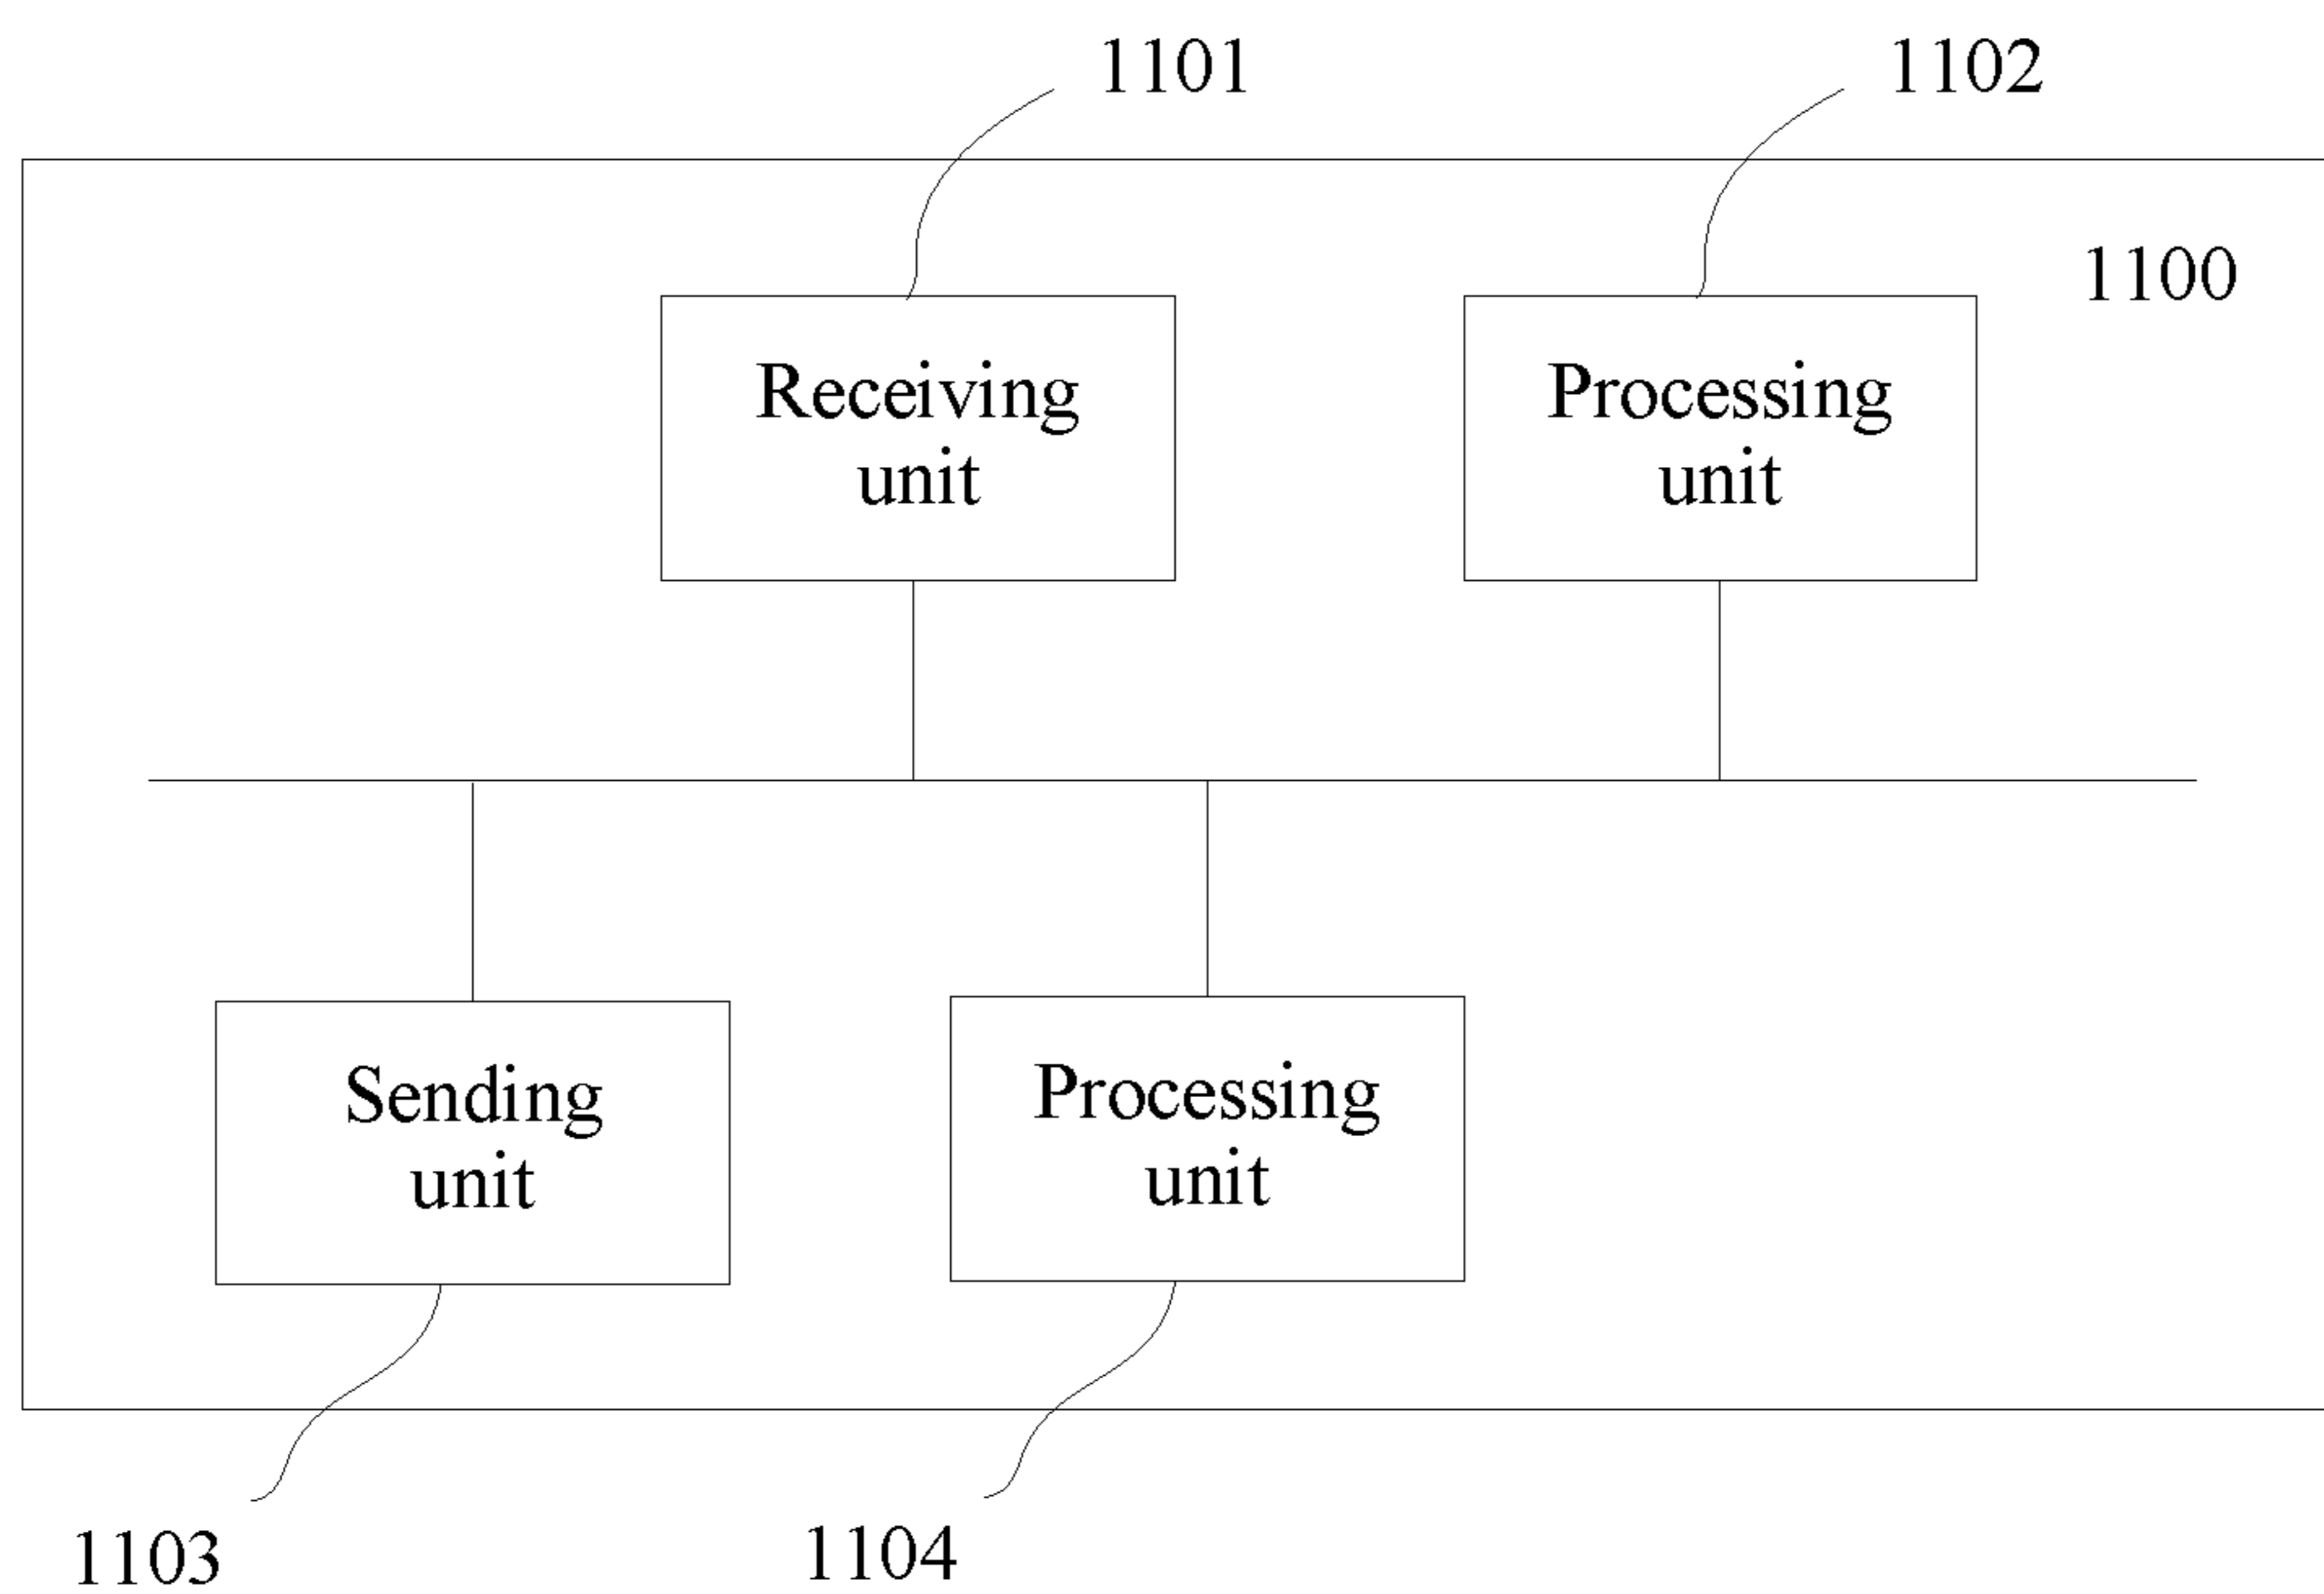 1101
1102
1100
Receiving
unit
Processing
unit
Sending
unit
Processing
unit
1103
1104